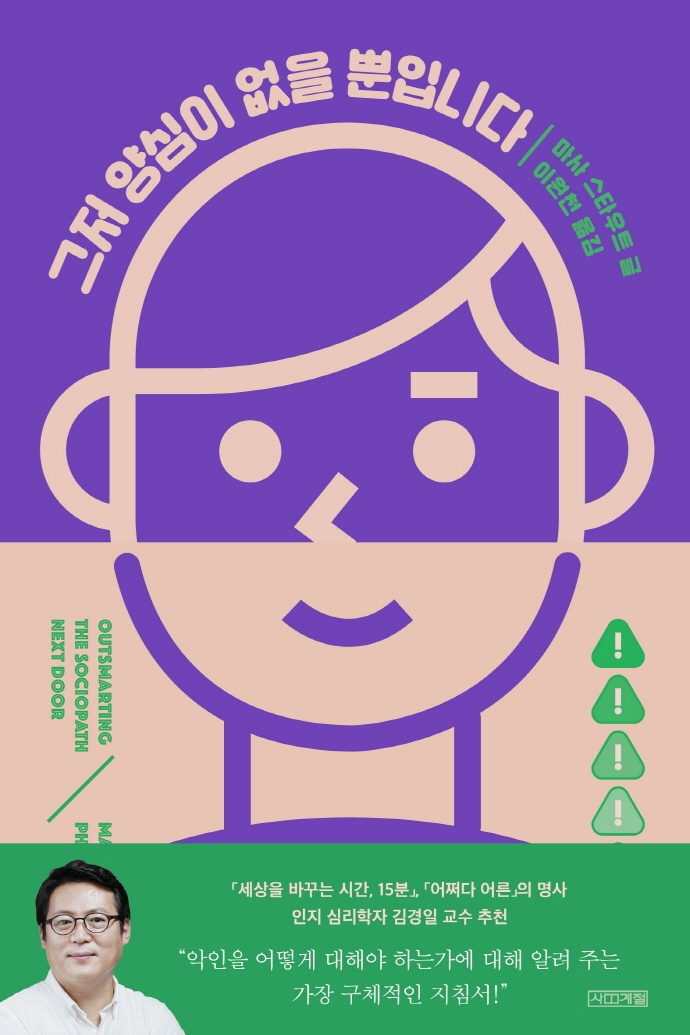 그저 양심이 없을 뿐입니다
마사 스타우트 글
이원천 옮김
OUTSMARTING
THE SOCIOPATH
NEXT DOOR
!
!
!
!
「세상을 바꾸는 시간, 15분」, 「어쩌다 어른」의 명사
인지 심리학자 김경일 교수 추천
“악인을 어떻게 대해야 하는가에 대해 알려 주는
가장 구체적인 지침서!”
사계절